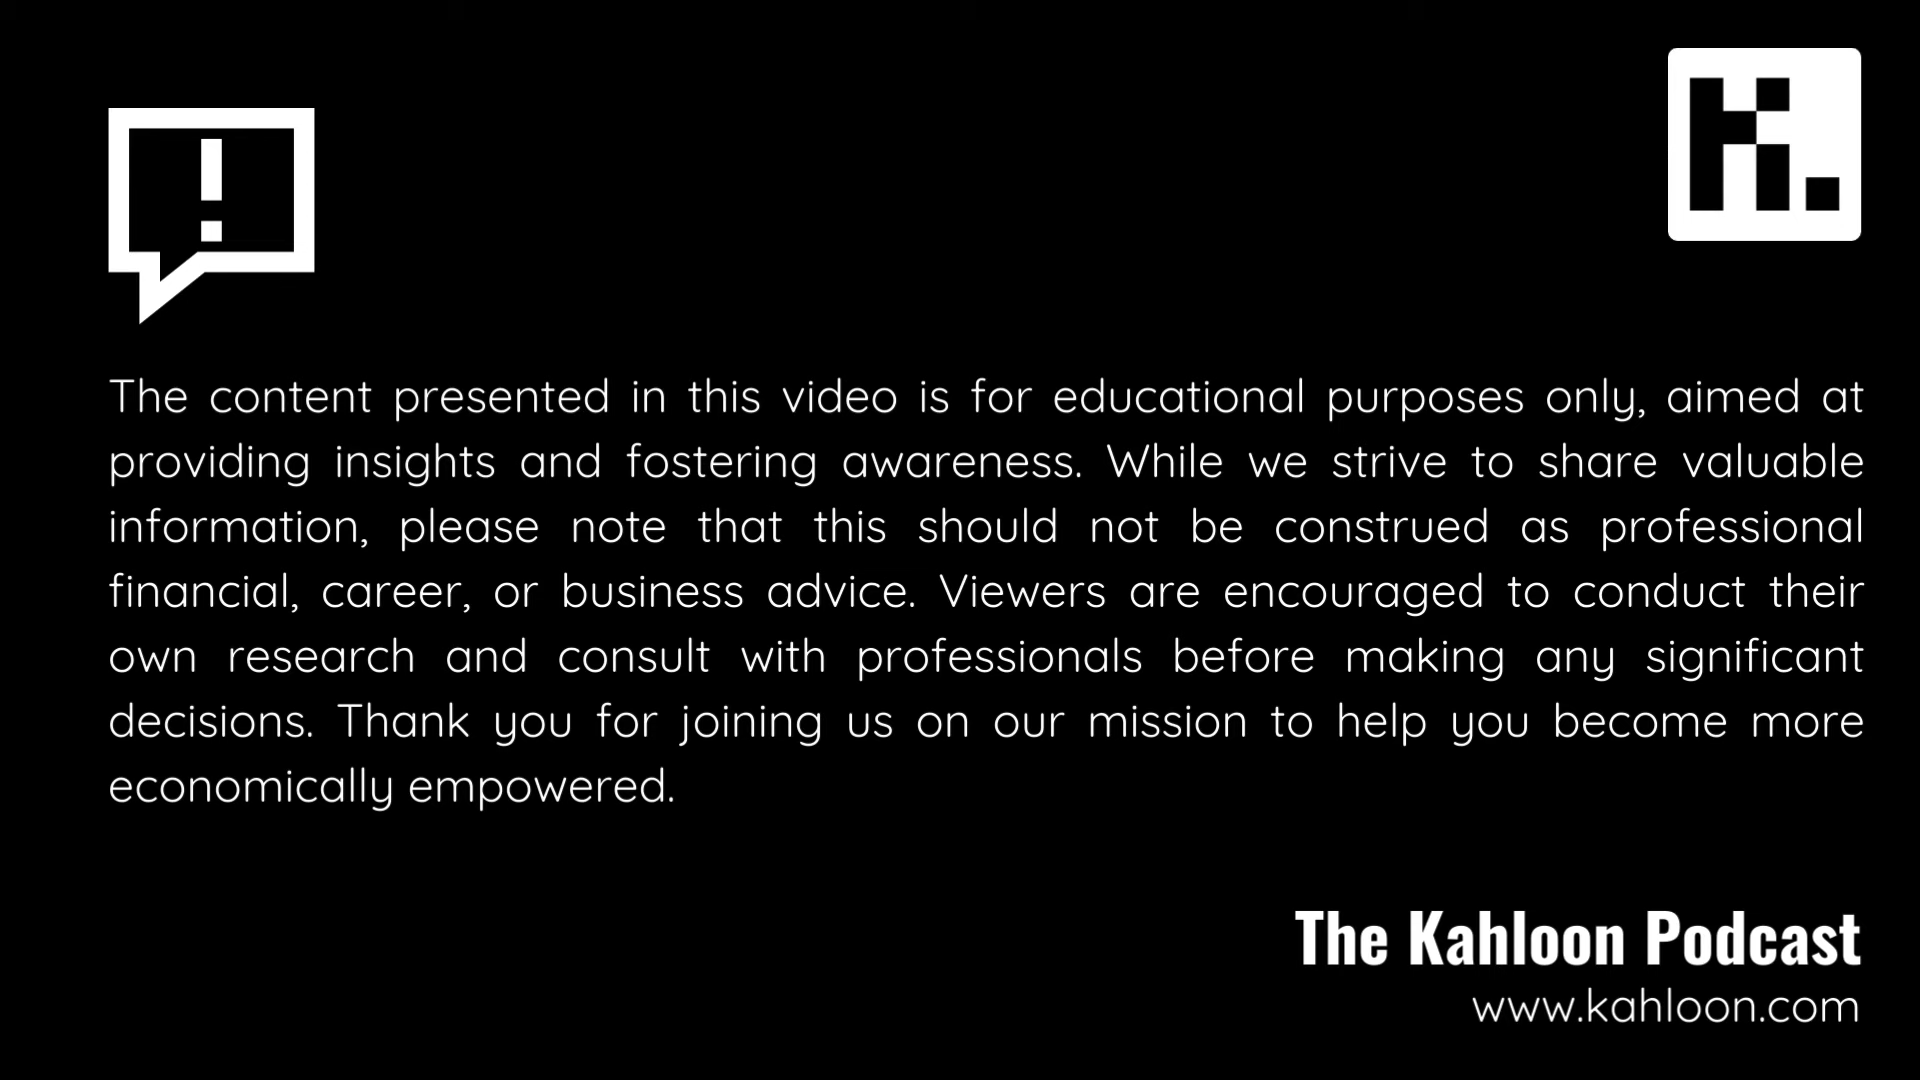 K.
!
The content presented in this video is for educational purposes only, aimed at
providing insights and fostering awareness. While we strive to share valuable
information, please note that this should not be construed as professional
financial, career, or business advice. Viewers are encouraged to conduct their
own research and consult with professionals before making any significant
decisions. Thank you for joining us on our mission to help you become more
economically empowered.
The Kahloon Podcast
www.kahloon.com